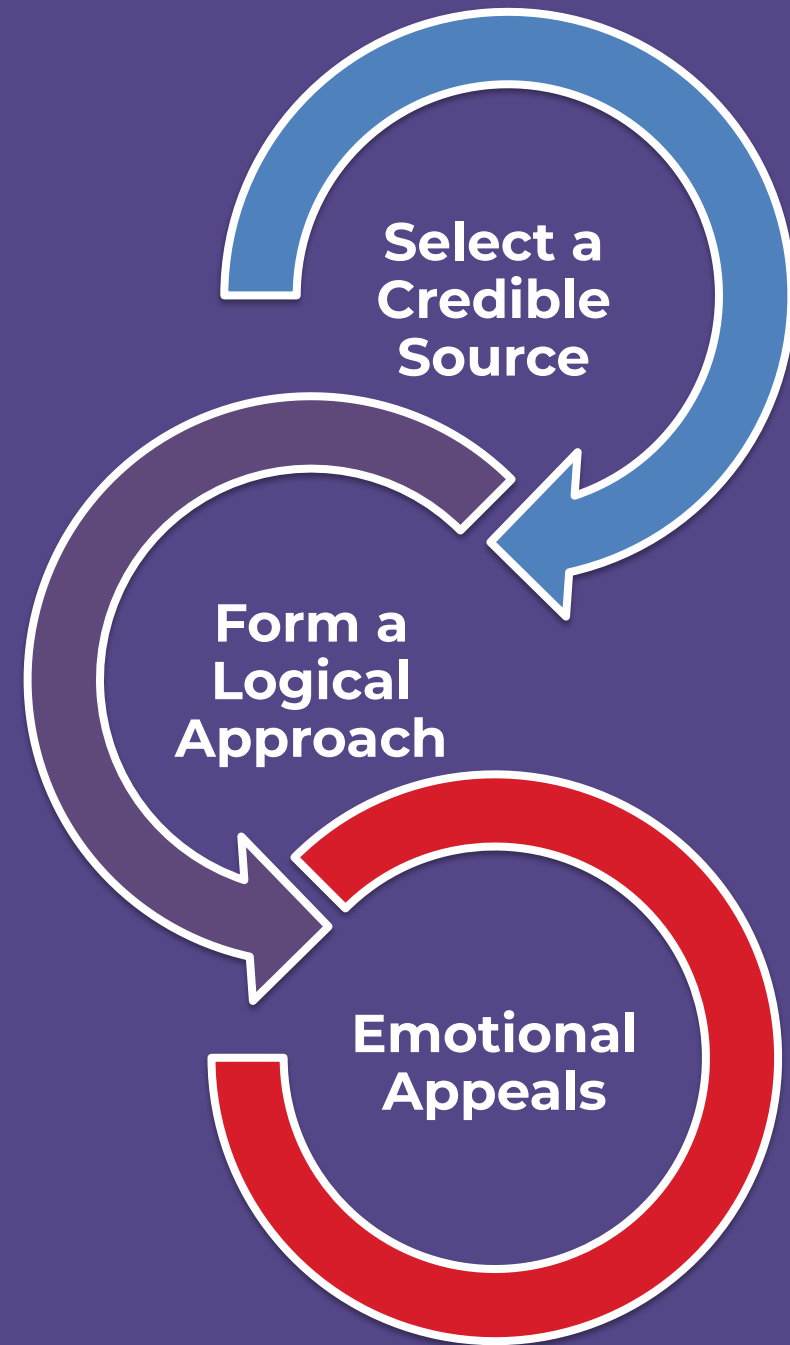 Select a
Credible
Source
Form a
Logical
Approach
Emotional
Appeals